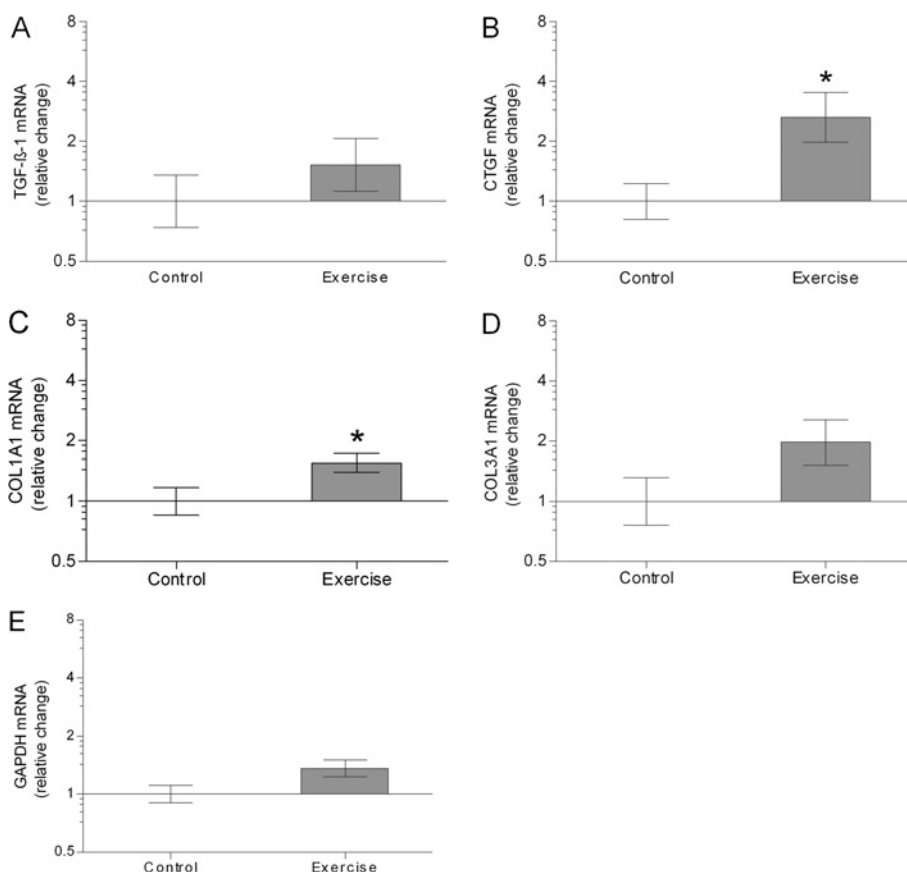 A
TGF-ß-1 mRNA
(relative change)
8
4
2
1
0.5
Control
Exercise
B
CTGF mRNA
(relative change)
8
4
2
1
0.5
*
Control
Exercise
C
COL1A1 mRNA
(relative change)
8
4
2
1
0.5
*
Control
Exercise
D
COL3A1 mRNA
(relative change)
8
4
2
1
0.5
Control
Exercise
E
GAPDH mRNA
(relative change)
8
4
2
1
0.5
Control
Exercise